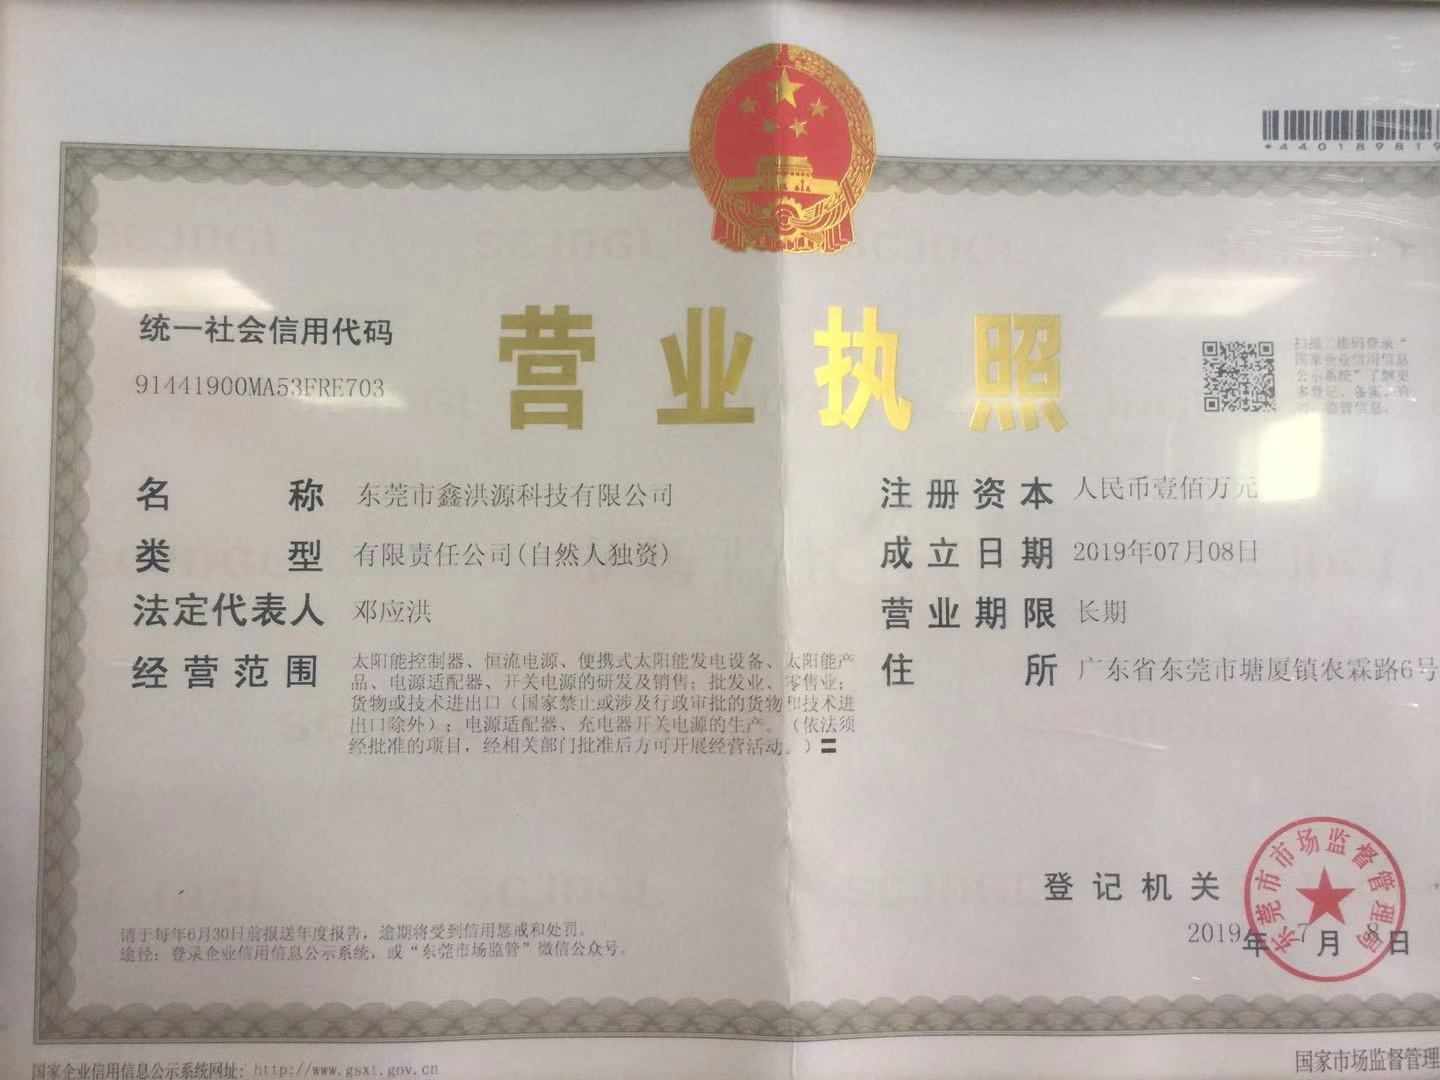 *440189819
营业执照
统一社会信用代码
91441900MA53FRE703
扫描二维码登录“
国家企业信用信息
公示系统”了解更
多登记、备案、许
可、监管信息。
名称 东莞市鑫洪源科技有限公司
类型 有限责任公司(自然人独资)
法定代表人 邓应洪
经营范围 太阳能控制器、恒流电源、便携式太阳能发电设备、太阳能产
品、电源适配器、开关电源的研发及销售；批发业、零售业；
货物或技术进出口（国家禁止或涉及行政审批的货物和技术进
出口除外）；电源适配器、充电器开关电源的生产。（依法须
经批准的项目，经相关部门批准后方可开展经营活动。）〓
注册资本 人民币壹佰万元
成立日期 2019年07月08日
营业期限 长期
住所 广东省东莞市塘厦镇农霖路6号
登记机关
东莞市市场监督管理局
2019年7月8日
请于每年6月30日前报送年度报告，逾期将受到信用惩戒和处罚。
途径：登录企业信用信息公示系统，或“东莞市场监管”微信公众号。
国家企业信用信息公示系统网址：http://www.gsxt.gov.cn
国家市场监督管理